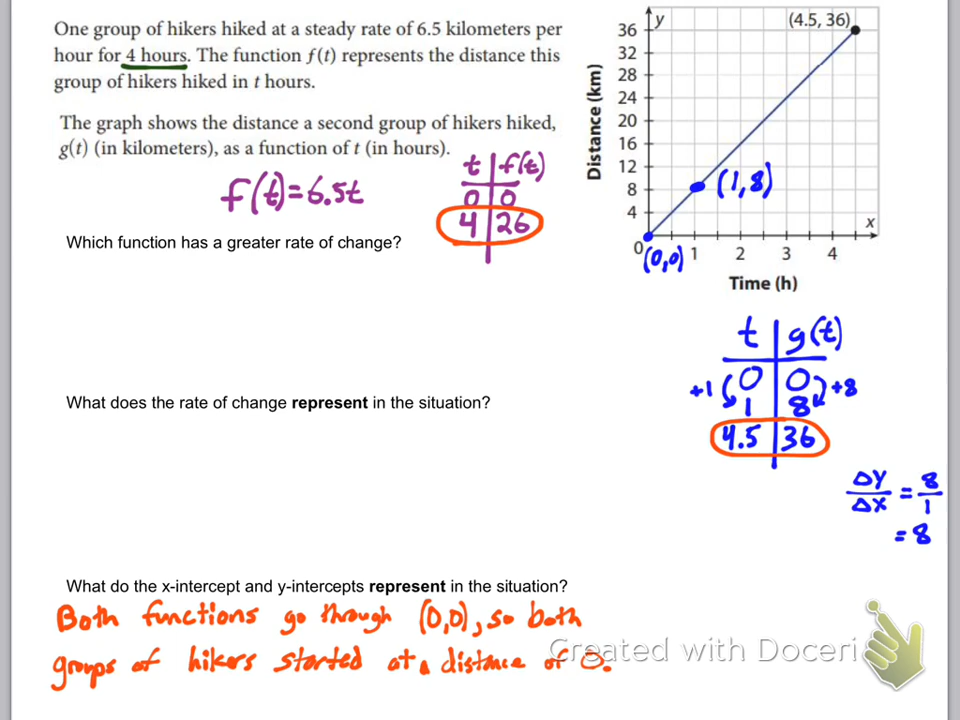 One group of hikers hiked at a steady rate of 6.5 kilometers per
hour for 4 hours. The function f(t) represents the distance this
group of hikers hiked in t hours.
The graph shows the distance a second group of hikers hiked,
g(t) (in kilometers), as a function of t (in hours).
f(t)=6.5t
t f(t)
0 0
4 26
Which function has a greater rate of change?
y
(4.5, 36)
36
32
28
24
20
16
12
8
4
Distance (km)
(1,8)
x
0 1 2 3 4
(0,0)
Time (h)
t g(t)
+1 0 0 +8
1 8
4.5 36
What does the rate of change represent in the situation?
ΔY/ΔX = 8/1
= 8
What do the x-intercept and y-intercepts represent in the situation?
Both functions go through (0,0), so both
groups of hikers started at a distance of 0.
Created with Doceri